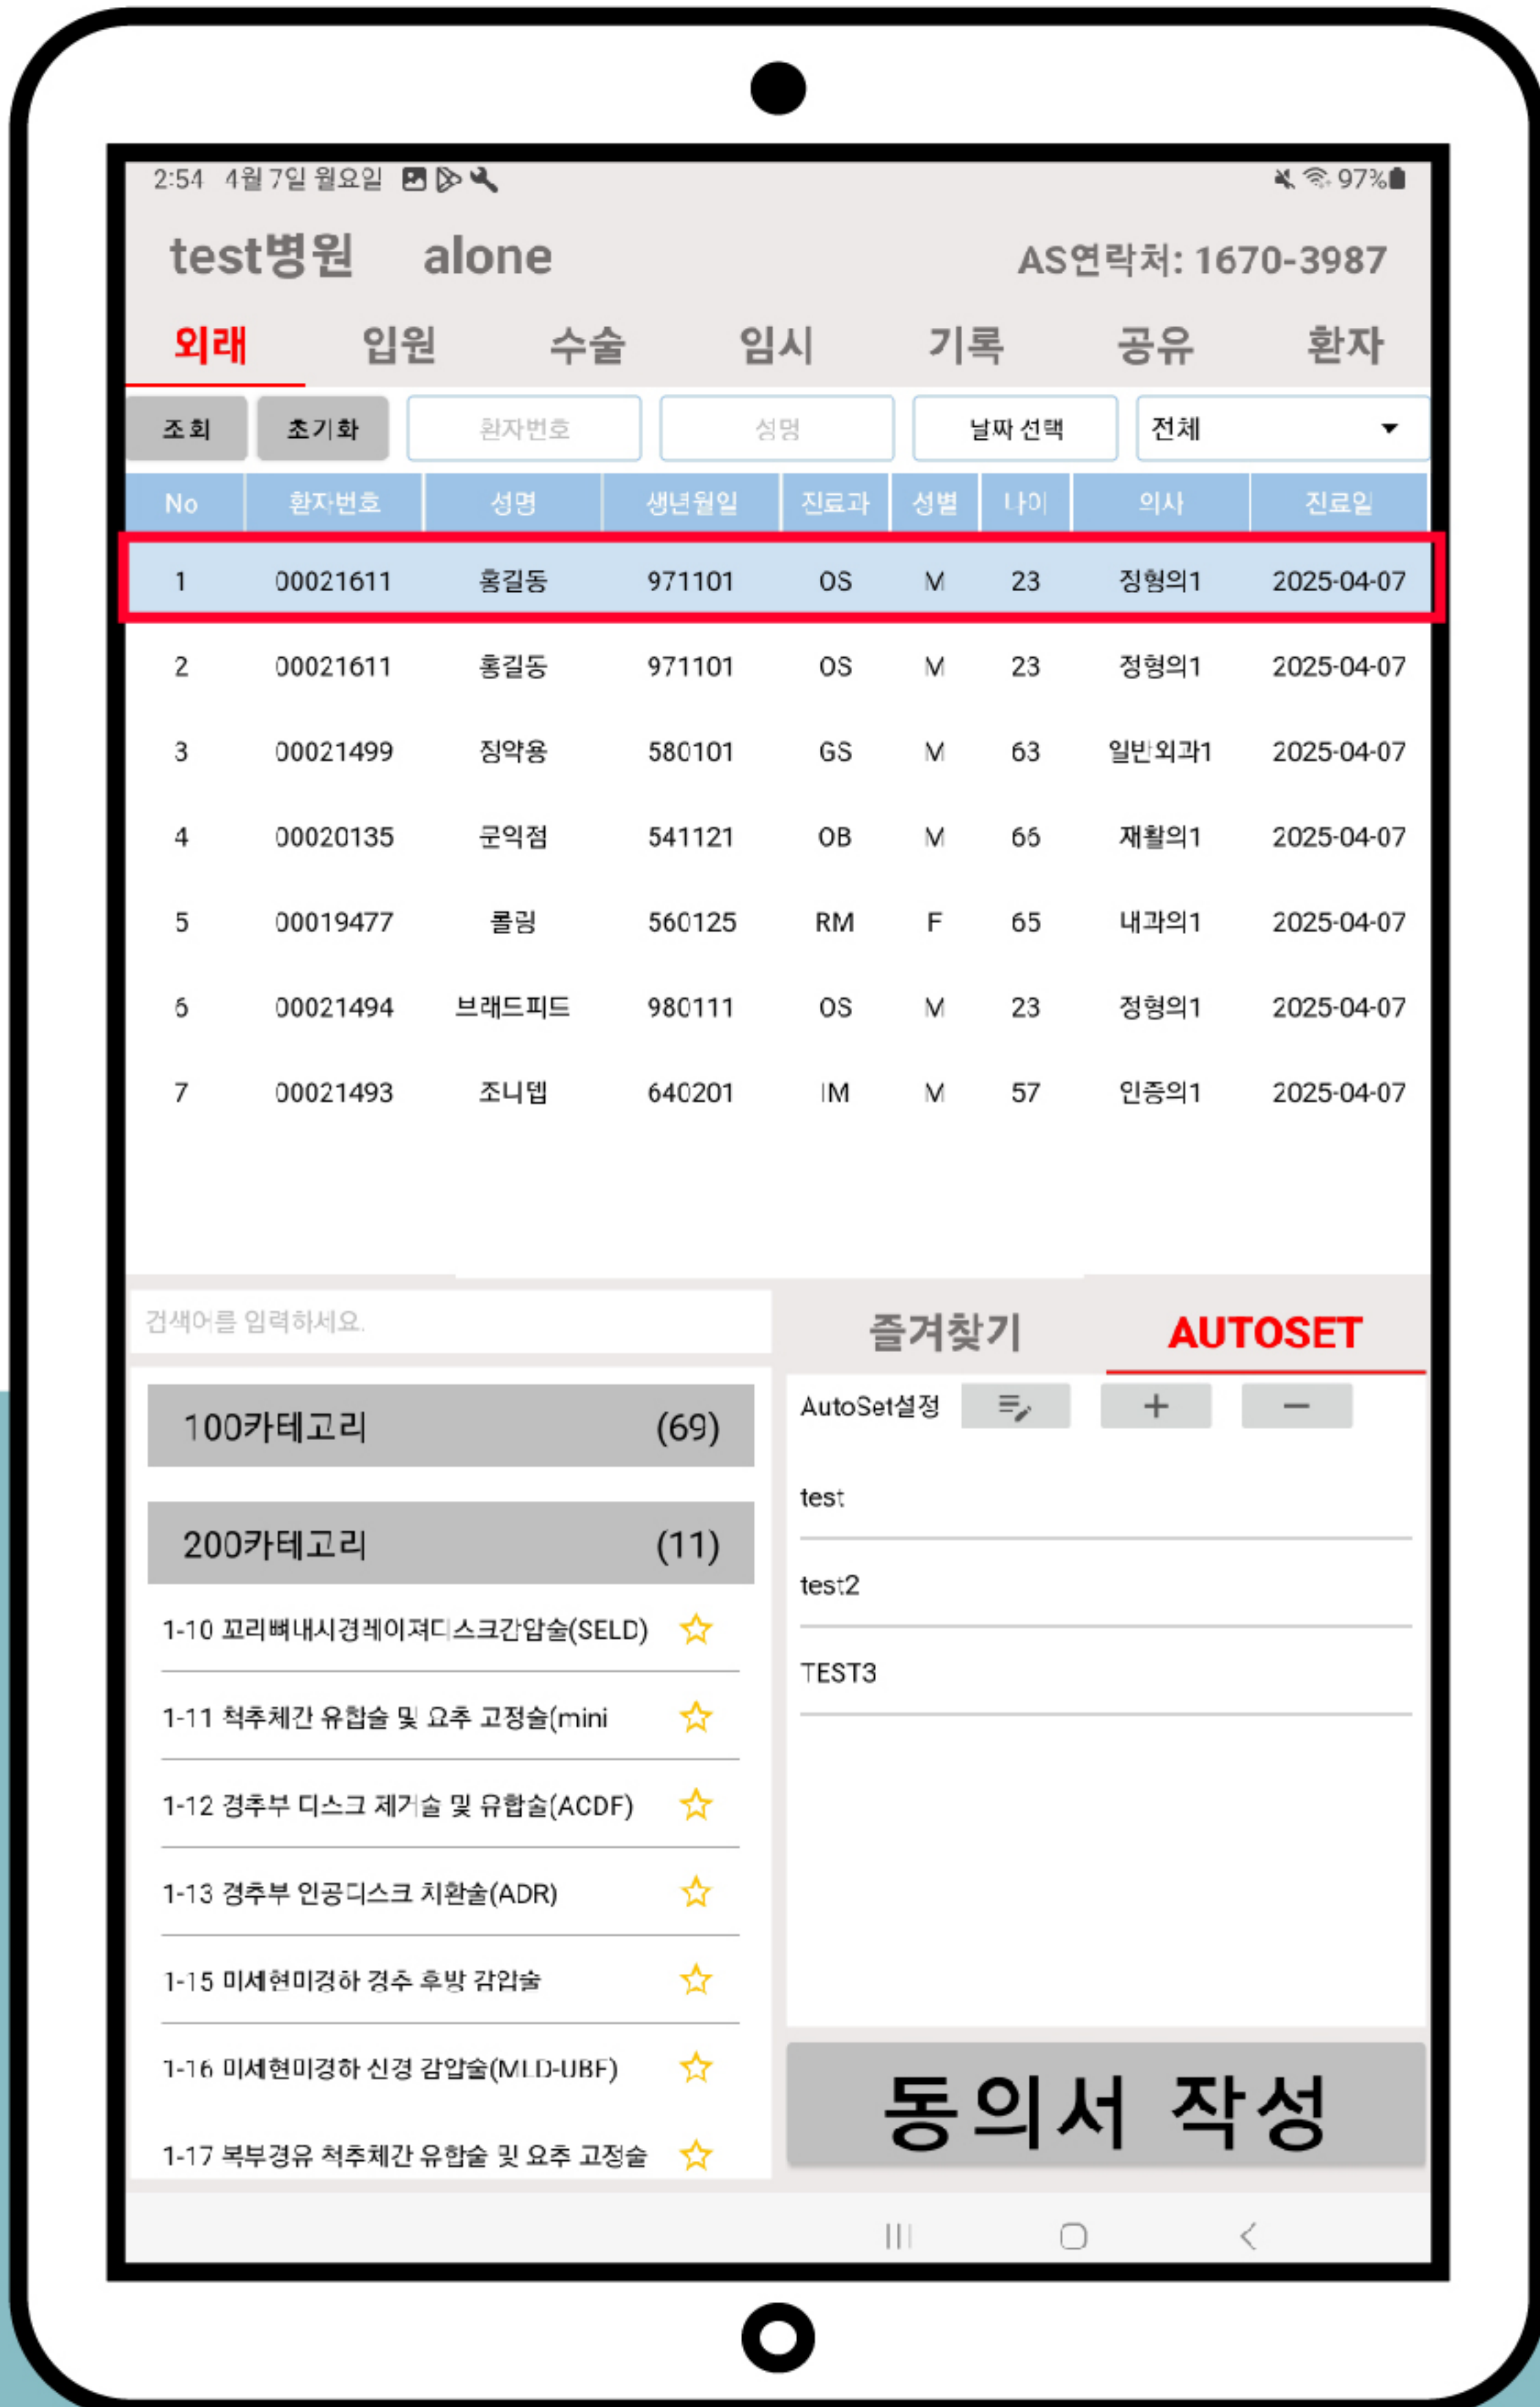 2:54 4월 7일 월요일 97%
test병원 alone AS연락처: 1670-3987
외래 입원 수술 임시 기록 공유 환자
조회 초기화 환자번호 성명 날짜 선택 전체
No 환자번호 성명 생년월일 진료과 성별 나이 의사 진료일
1 00021611 홍길동 971101 OS M 23 정형의1 2025-04-07
2 00021611 홍길동 971101 OS M 23 정형의1 2025-04-07
3 00021499 정약용 580101 GS M 63 일반외과1 2025-04-07
4 00020135 문익점 541121 OB M 66 재활의1 2025-04-07
5 00019477 롤링 560125 RM F 65 내과의1 2025-04-07
6 00021494 브래드피트 980111 OS M 23 정형의1 2025-04-07
7 00021493 조니뎁 640201 IM M 57 인증의1 2025-04-07
검색어를 입력하세요.
100카테고리 (69)
200카테고리 (11)
1-10 꼬리뼈내시경레이져디스크감압술(SELD)
1-11 척추체간 유합술 및 요추 고정술(mini
1-12 경추부 디스크 제거술 및 유합술(ACDF)
1-13 경추부 인공디스크 치환술(ADR)
1-15 미세현미경하 경추 후방 감압술
1-16 미세현미경하 신경 감압술(MLD-UBF)
1-17 복부경유 척추체간 유합술 및 요추 고정술
즐겨찾기 AUTOSET
AutoSet설정 + −
test
test2
TEST3
동의서 작성